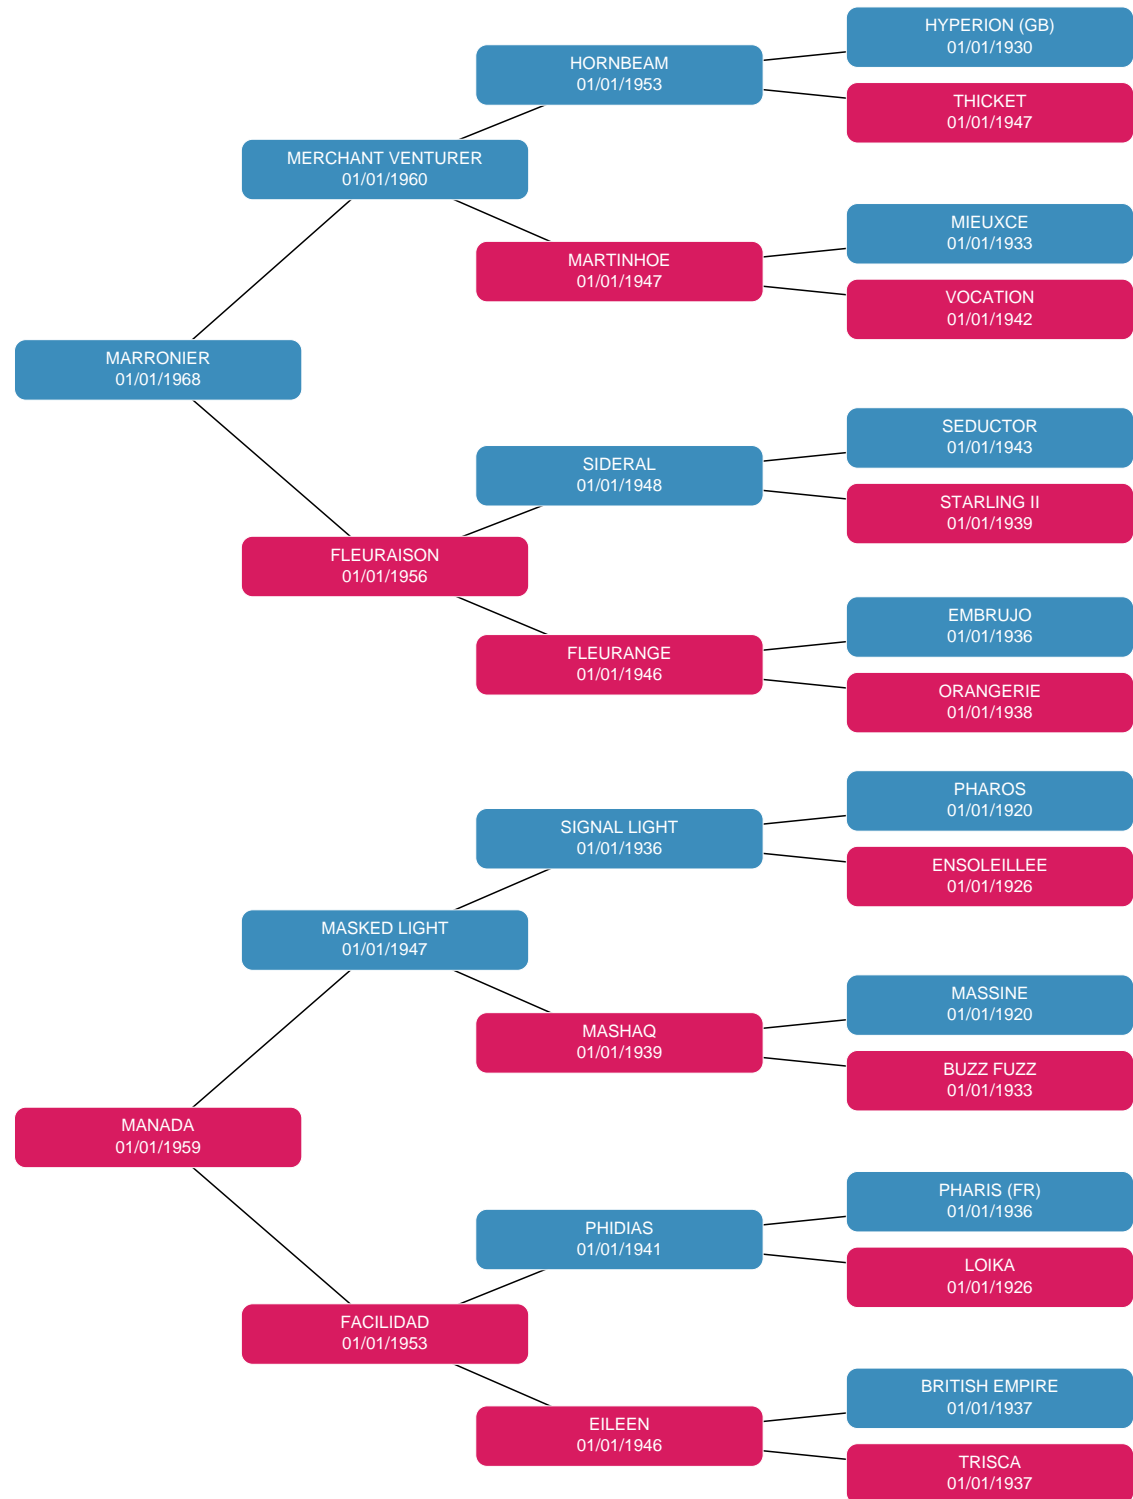 HYPERION (GB)
01/01/1930
HORNBEAM
01/01/1953
THICKET
01/01/1947
MERCHANT VENTURER
01/01/1960
MIEUXCE
01/01/1933
MARTINHOE
01/01/1947
VOCATION
01/01/1942
MARRONIER
01/01/1968
SEDUCTOR
01/01/1943
SIDERAL
01/01/1948
STARLING II
01/01/1939
FLEURAISON
01/01/1956
EMBRUJO
01/01/1936
FLEURANGE
01/01/1946
ORANGERIE
01/01/1938
PHAROS
01/01/1920
SIGNAL LIGHT
01/01/1936
ENSOLEILLEE
01/01/1926
MASKED LIGHT
01/01/1947
MASSINE
01/01/1920
MASHAQ
01/01/1939
BUZZ FUZZ
01/01/1933
MANADA
01/01/1959
PHARIS (FR)
01/01/1936
PHIDIAS
01/01/1941
LOIKA
01/01/1926
FACILIDAD
01/01/1953
BRITISH EMPIRE
01/01/1937
EILEEN
01/01/1946
TRISCA
01/01/1937